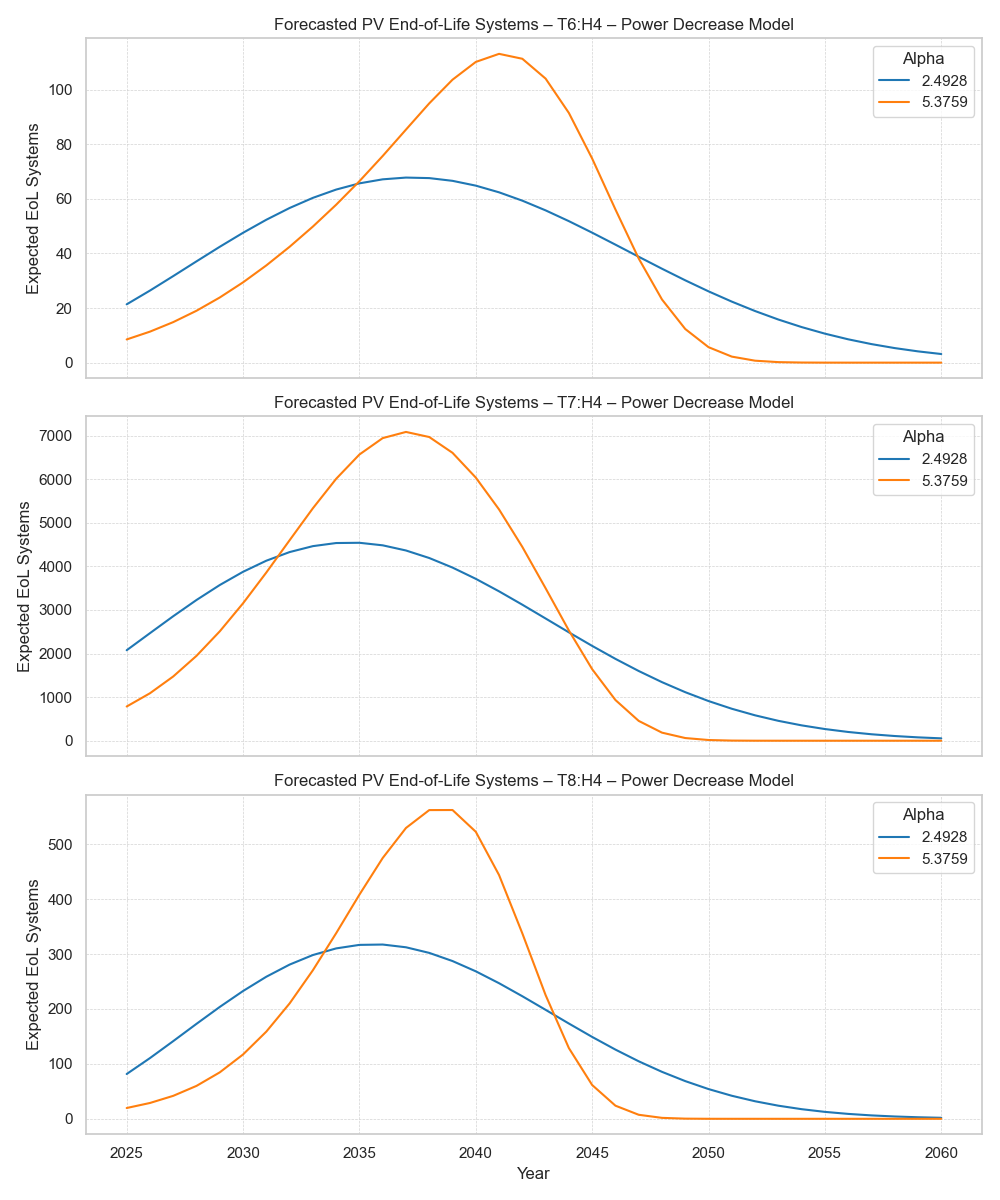 Forecasted PV End-of-Life Systems – T6:H4 – Power Decrease Model
Expected EoL Systems
100
80
60
40
20
0
Alpha
2.4928
5.3759
Forecasted PV End-of-Life Systems – T7:H4 – Power Decrease Model
Expected EoL Systems
7000
6000
5000
4000
3000
2000
1000
0
Alpha
2.4928
5.3759
Forecasted PV End-of-Life Systems – T8:H4 – Power Decrease Model
Expected EoL Systems
500
400
300
200
100
0
Alpha
2.4928
5.3759
2025 2030 2035 2040 2045 2050 2055 2060
Year